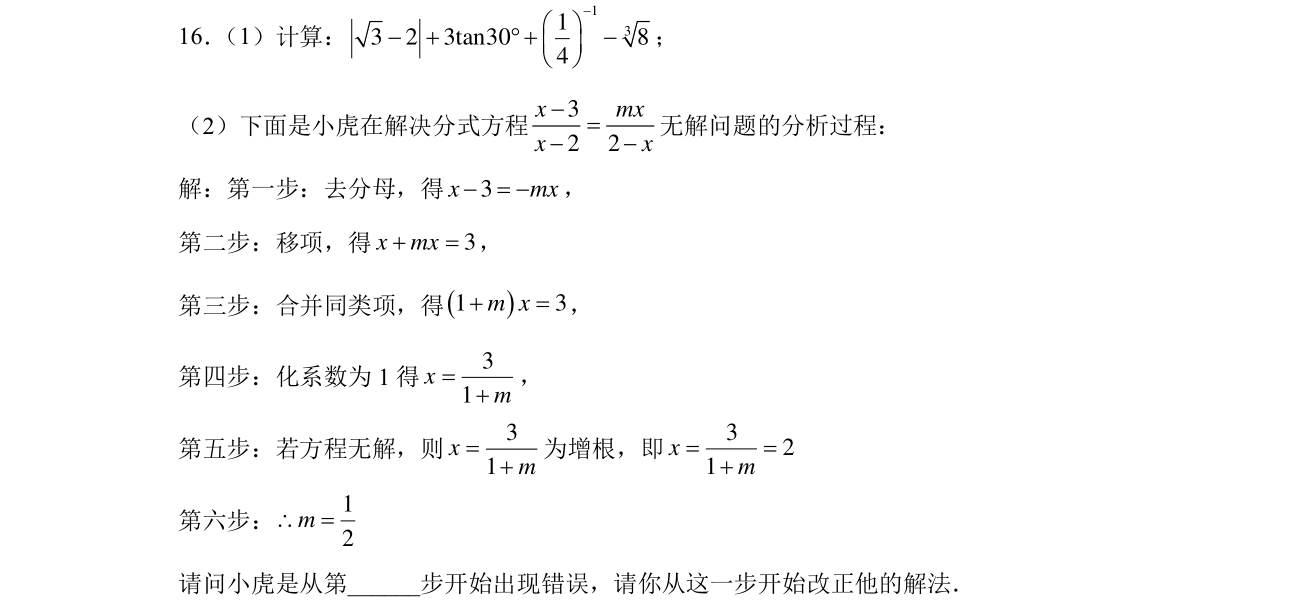 16．（1）计算：|√3－2|＋3tan30°＋(1/4)⁻¹－∛8；
（2）下面是小虎在解决分式方程(x－3)/(x－2)＝mx/(2－x)无解问题的分析过程：
解：第一步：去分母，得x－3＝－mx，
第二步：移项，得x＋mx＝3，
第三步：合并同类项，得(1＋m)x＝3，
第四步：化系数为1得x＝3/(1＋m)，
第五步：若方程无解，则x＝3/(1＋m)为增根，即x＝3/(1＋m)＝2
第六步：∴m＝1/2
请问小虎是从第______步开始出现错误，请你从这一步开始改正他的解法．